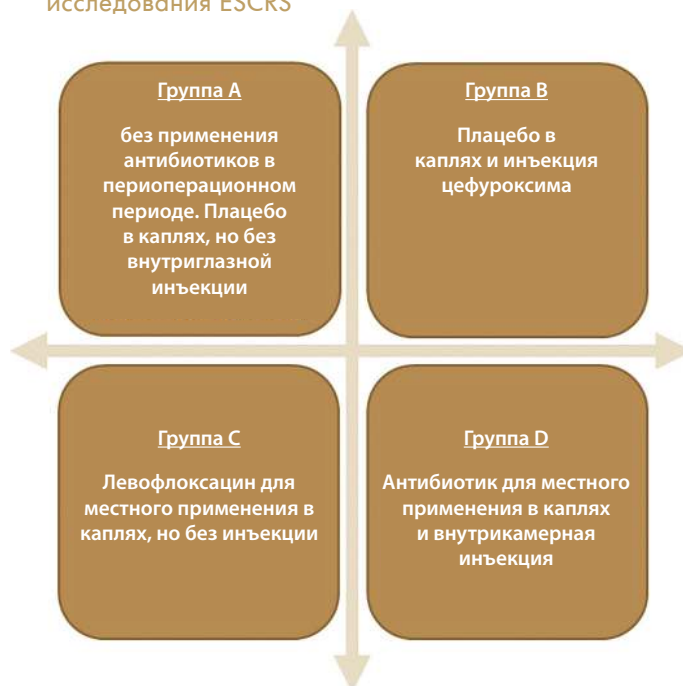 исследования ESCRS
Группа A
без применения
антибиотиков в
периоперационном
периоде. Плацебо
в каплях, но без
внутриглазной
инъекции
Группа B
Плацебо в
каплях и инъекция
цефуроксима
Группа C
Левофлоксацин для
местного применения в
каплях, но без инъекции
Группа D
Антибиотик для местного
применения в каплях
и внутрикамерная
инъекция